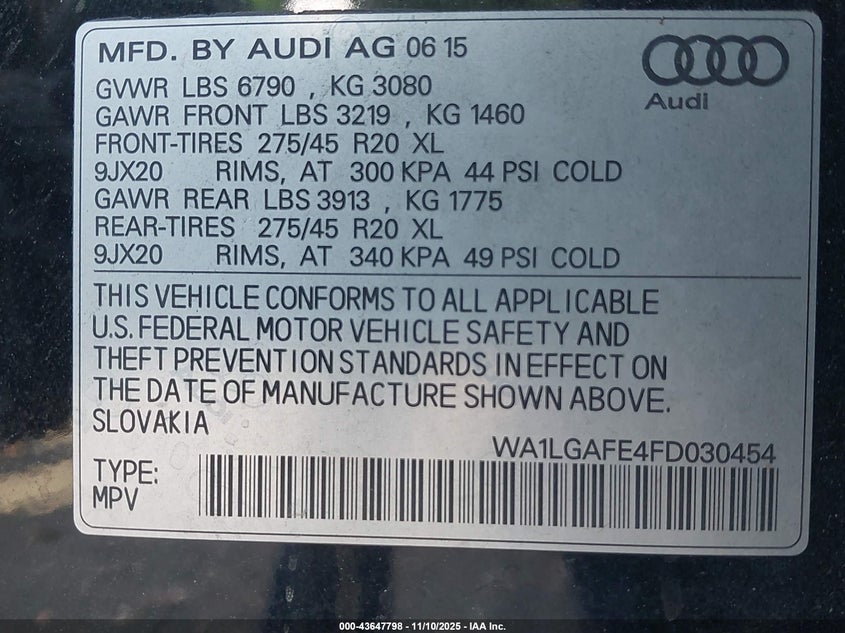 MFD. BY AUDI AG 06 15
Audi
GVWR LBS 6790 , KG 3080
GAWR FRONT LBS 3219 , KG 1460
FRONT-TIRES 275/45 R20 XL
9JX20 RIMS, AT 300 KPA 44 PSI COLD
GAWR REAR LBS 3913 , KG 1775
REAR-TIRES 275/45 R20 XL
9JX20 RIMS, AT 340 KPA 49 PSI COLD
THIS VEHICLE CONFORMS TO ALL APPLICABLE
U.S. FEDERAL MOTOR VEHICLE SAFETY AND
THEFT PREVENTION STANDARDS IN EFFECT ON
THE DATE OF MANUFACTURE SHOWN ABOVE.
SLOVAKIA
WA1LGAFE4FD030454
TYPE:
MPV
000-43647798 - 11/10/2025 - IAA Inc.